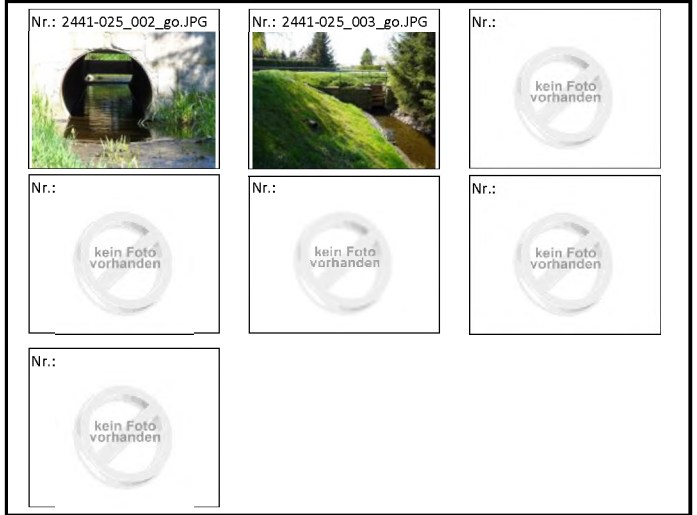 Nr.: 2441-025_002_go.JPG
Nr.: 2441-025_003_go.JPG
Nr.:
kein Foto
vorhanden
Nr.:
kein Foto
vorhanden
Nr.:
kein Foto
vorhanden
Nr.:
kein Foto
vorhanden
Nr.:
kein Foto
vorhanden